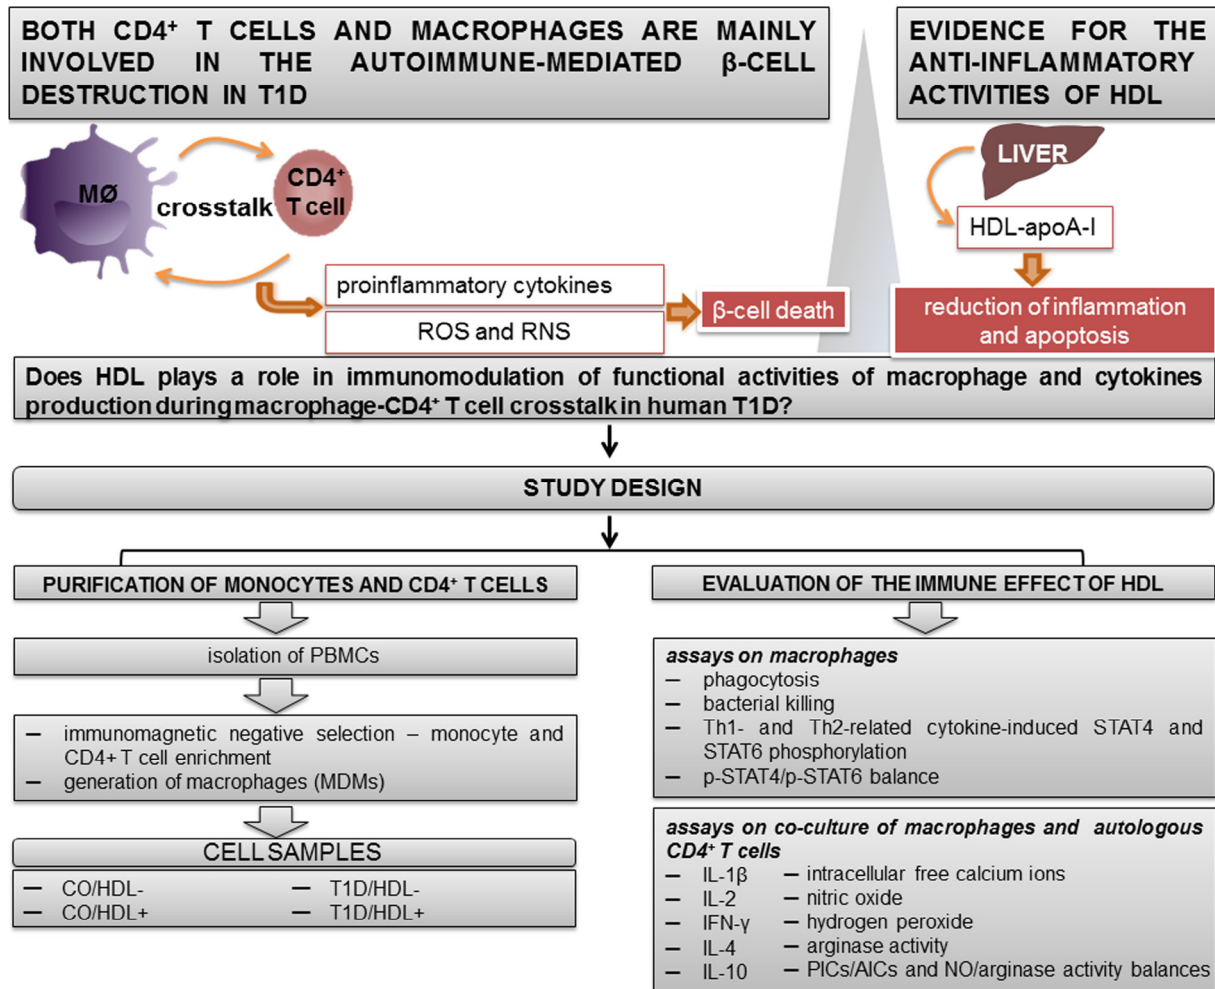 BOTH CD4⁺ T CELLS AND MACROPHAGES ARE MAINLY
INVOLVED IN THE AUTOIMMUNE-MEDIATED β-CELL
DESTRUCTION IN T1D
EVIDENCE FOR THE
ANTI-INFLAMMATORY
ACTIVITIES OF HDL
MØ
crosstalk
CD4⁺
T cell
proinflammatory cytokines
ROS and RNS
β-cell death
LIVER
HDL-apoA-I
reduction of inflammation
and apoptosis
Does HDL plays a role in immunomodulation of functional activities of macrophage and cytokines
production during macrophage-CD4⁺ T cell crosstalk in human T1D?
STUDY DESIGN
PURIFICATION OF MONOCYTES AND CD4⁺ T CELLS
isolation of PBMCs
– immunomagnetic negative selection – monocyte and
CD4+ T cell enrichment
– generation of macrophages (MDMs)
CELL SAMPLES
– CO/HDL- – T1D/HDL-
– CO/HDL+ – T1D/HDL+
EVALUATION OF THE IMMUNE EFFECT OF HDL
assays on macrophages
– phagocytosis
– bacterial killing
– Th1- and Th2-related cytokine-induced STAT4 and
STAT6 phosphorylation
– p-STAT4/p-STAT6 balance
assays on co-culture of macrophages and autologous
CD4⁺ T cells
– IL-1β – intracellular free calcium ions
– IL-2 – nitric oxide
– IFN-γ – hydrogen peroxide
– IL-4 – arginase activity
– IL-10 – PICs/AICs and NO/arginase activity balances